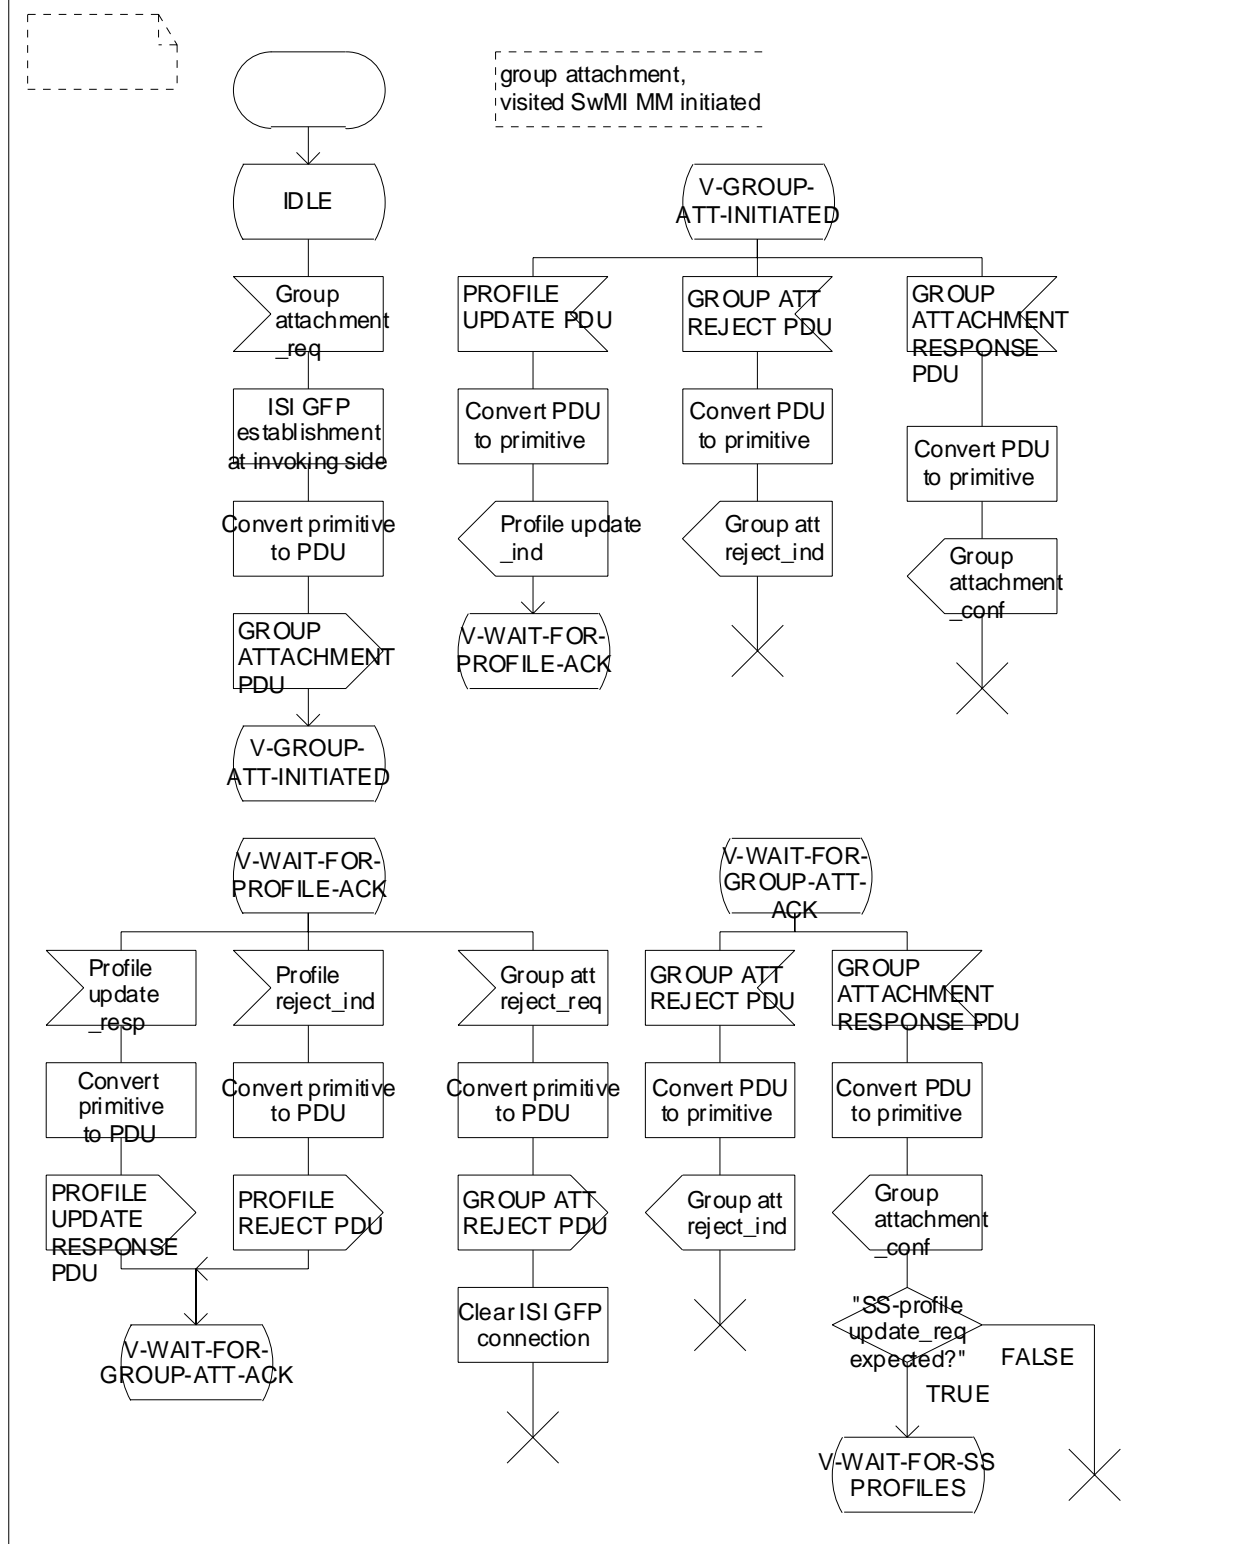 group attachment,
visited SwMI MM initiated
IDLE
Group
attachment
_req
ISI GFP
establishment
at invoking side
Convert primitive
to PDU
GROUP
ATTACHMENT
PDU
V-GROUP-
ATT-INITIATED
V-GROUP-
ATT-INITIATED
PROFILE
UPDATE PDU
Convert PDU
to primitive
Profile update
_ind
V-WAIT-FOR-
PROFILE-ACK
GROUP ATT
REJECT PDU
Convert PDU
to primitive
Group att
reject_ind
GROUP
ATTACHMENT
RESPONSE
PDU
Convert PDU
to primitive
Group
attachment
_conf
V-WAIT-FOR-
PROFILE-ACK
Profile
update
_resp
Convert
primitive
to PDU
PROFILE
UPDATE
RESPONSE
PDU
Profile
reject_ind
Convert primitive
to PDU
PROFILE
REJECT PDU
V-WAIT-FOR-
GROUP-ATT-ACK
Group att
reject_req
Convert primitive
to PDU
GROUP ATT
REJECT PDU
Clear ISI GFP
connection
V-WAIT-FOR-
GROUP-ATT-
ACK
GROUP ATT
REJECT PDU
Convert PDU
to primitive
Group att
reject_ind
GROUP
ATTACHMENT
RESPONSE PDU
Convert PDU
to primitive
Group
attachment
_conf
"SS-profile
update_req
expected?"
FALSE
TRUE
V-WAIT-FOR-SS
PROFILES